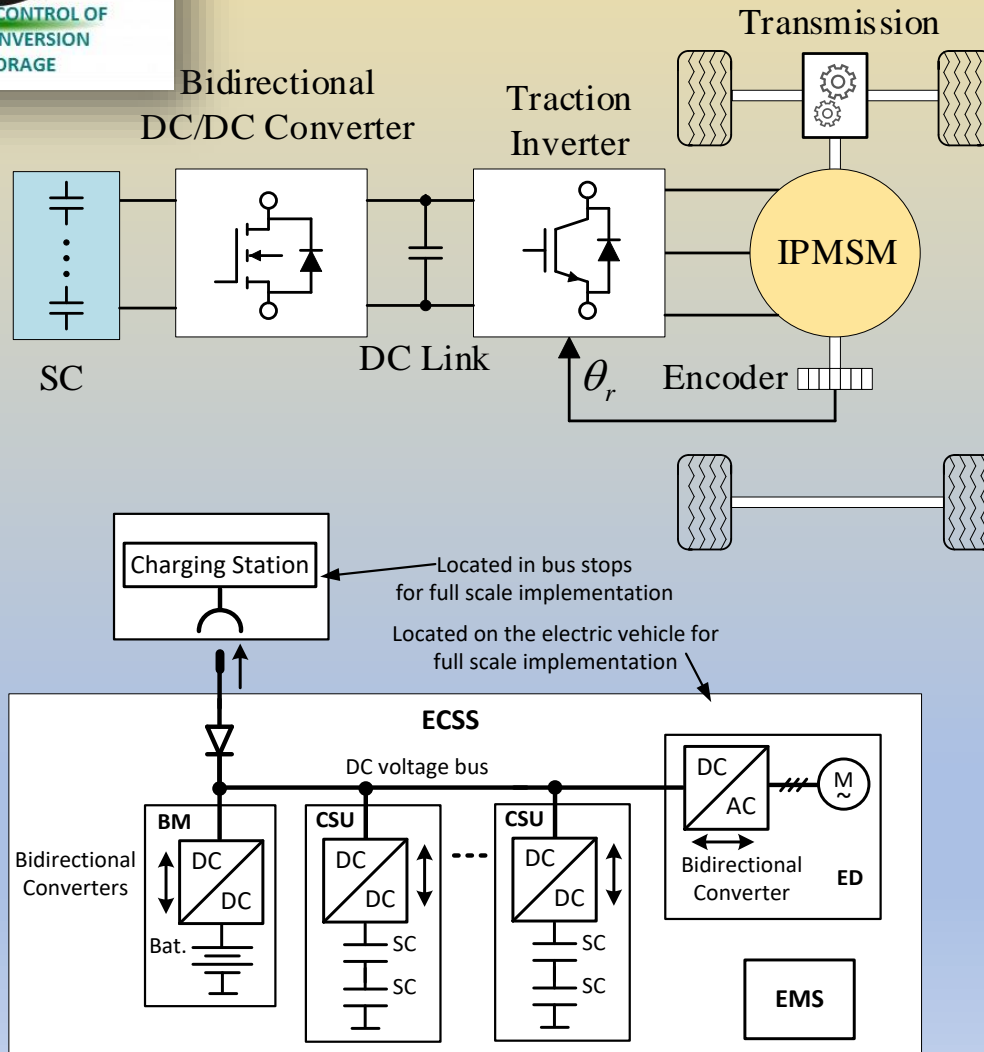 CONTROL OF
NVERSION
ORAGE
Transmission
Bidirectional
DC/DC Converter
Traction
Inverter
IPMSM
SC
DC Link
θr
Encoder
Charging Station
Located in bus stops
for full scale implementation
Located on the electric vehicle for
full scale implementation
ECSS
DC voltage bus
BM
CSU
CSU
DC
AC
M
~
Bidirectional
Converters
DC
DC
DC
DC
DC
DC
Bidirectional
Converter
ED
Bat.
SC
SC
SC
SC
EMS